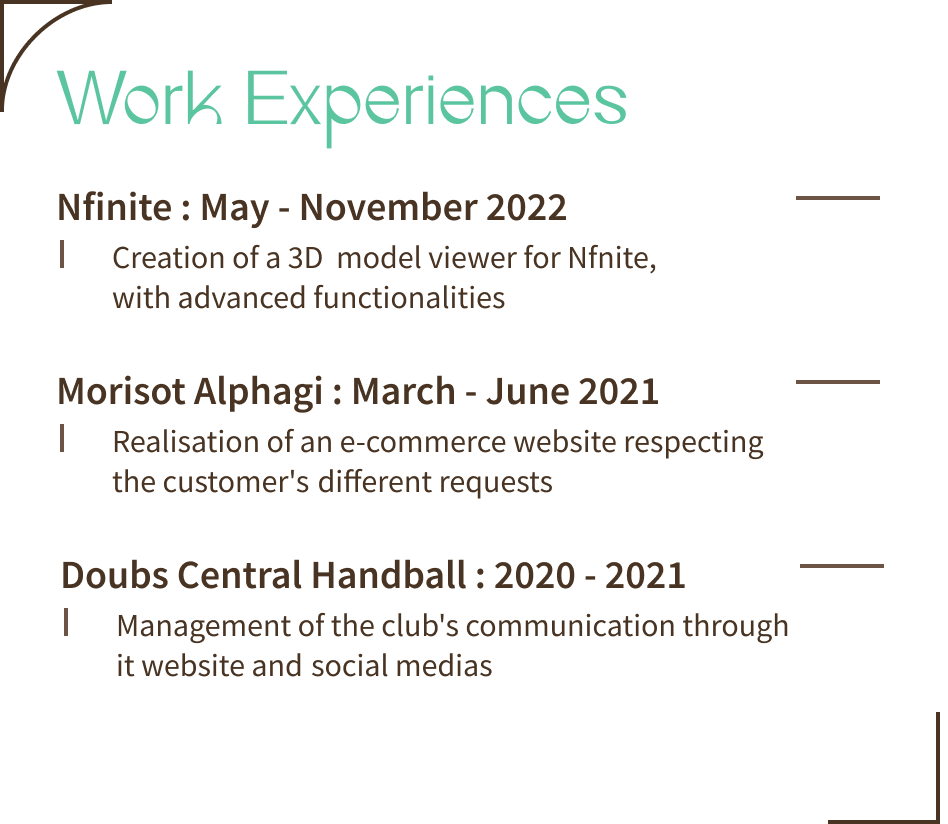 Work Experiences
Nfinite : May - November 2022
Creation of a 3D  model viewer for Nfnite,
with advanced functionalities
Morisot Alphagi : March - June 2021
Realisation of an e-commerce website respecting
the customer's different requests
Doubs Central Handball : 2020 - 2021
Management of the club's communication through
it website and social medias